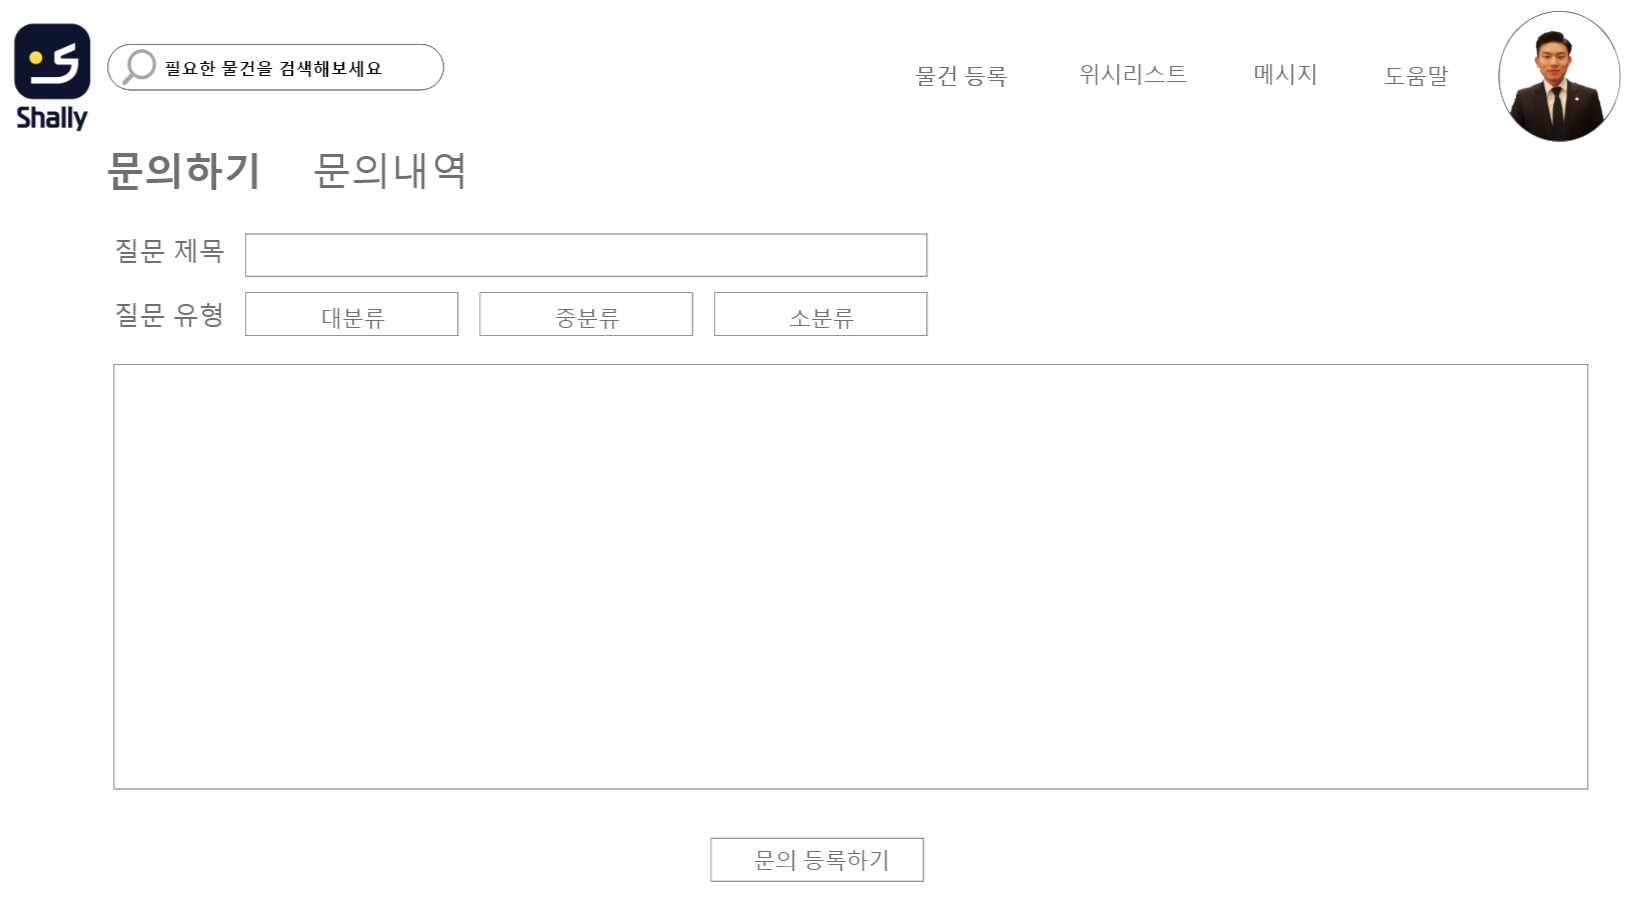 Shally
필요한 물건을 검색해보세요
물건 등록
위시리스트
메시지
도움말
문의하기
문의내역
질문 제목
질문 유형
대분류
중분류
소분류
문의 등록하기